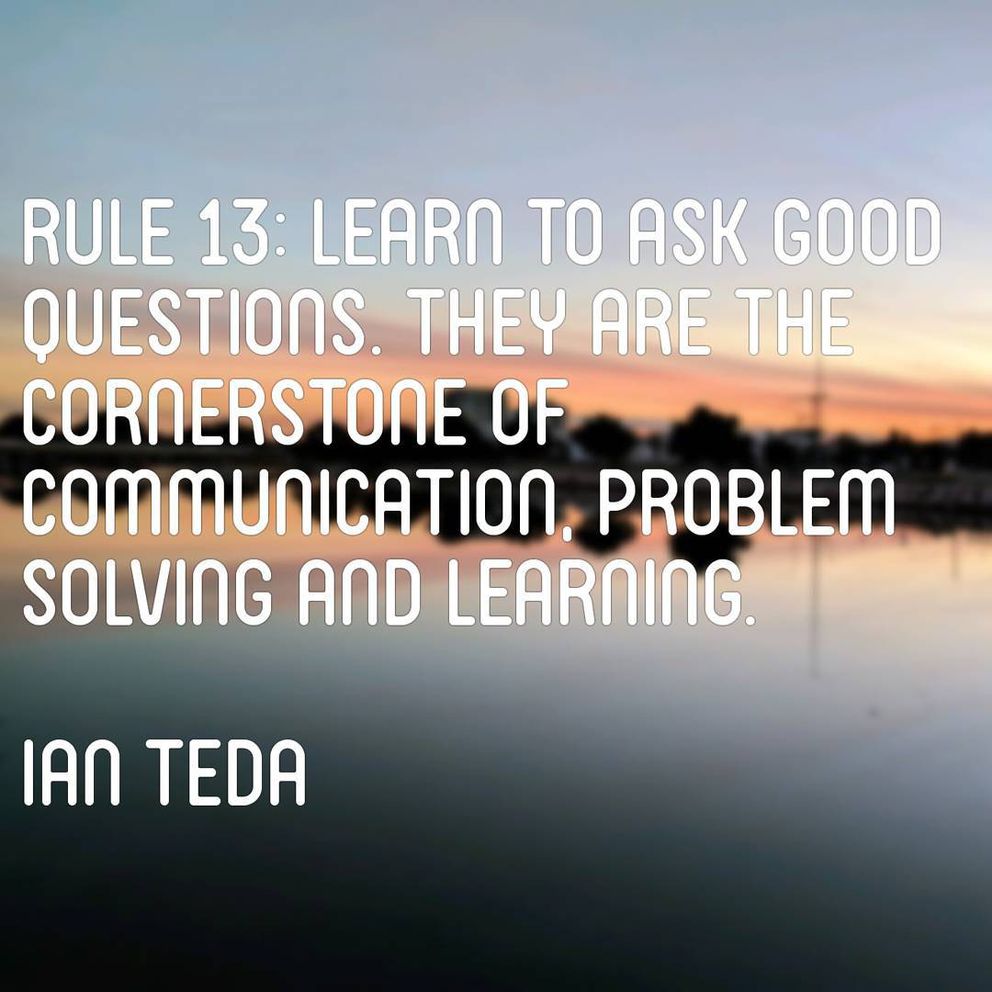 RULE 13: LEARN TO ASK GOOD
QUESTIONS. THEY ARE THE
CORNERSTONE OF
COMMUNICATION, PROBLEM
SOLVING AND LEARNING.
IAN TEDA